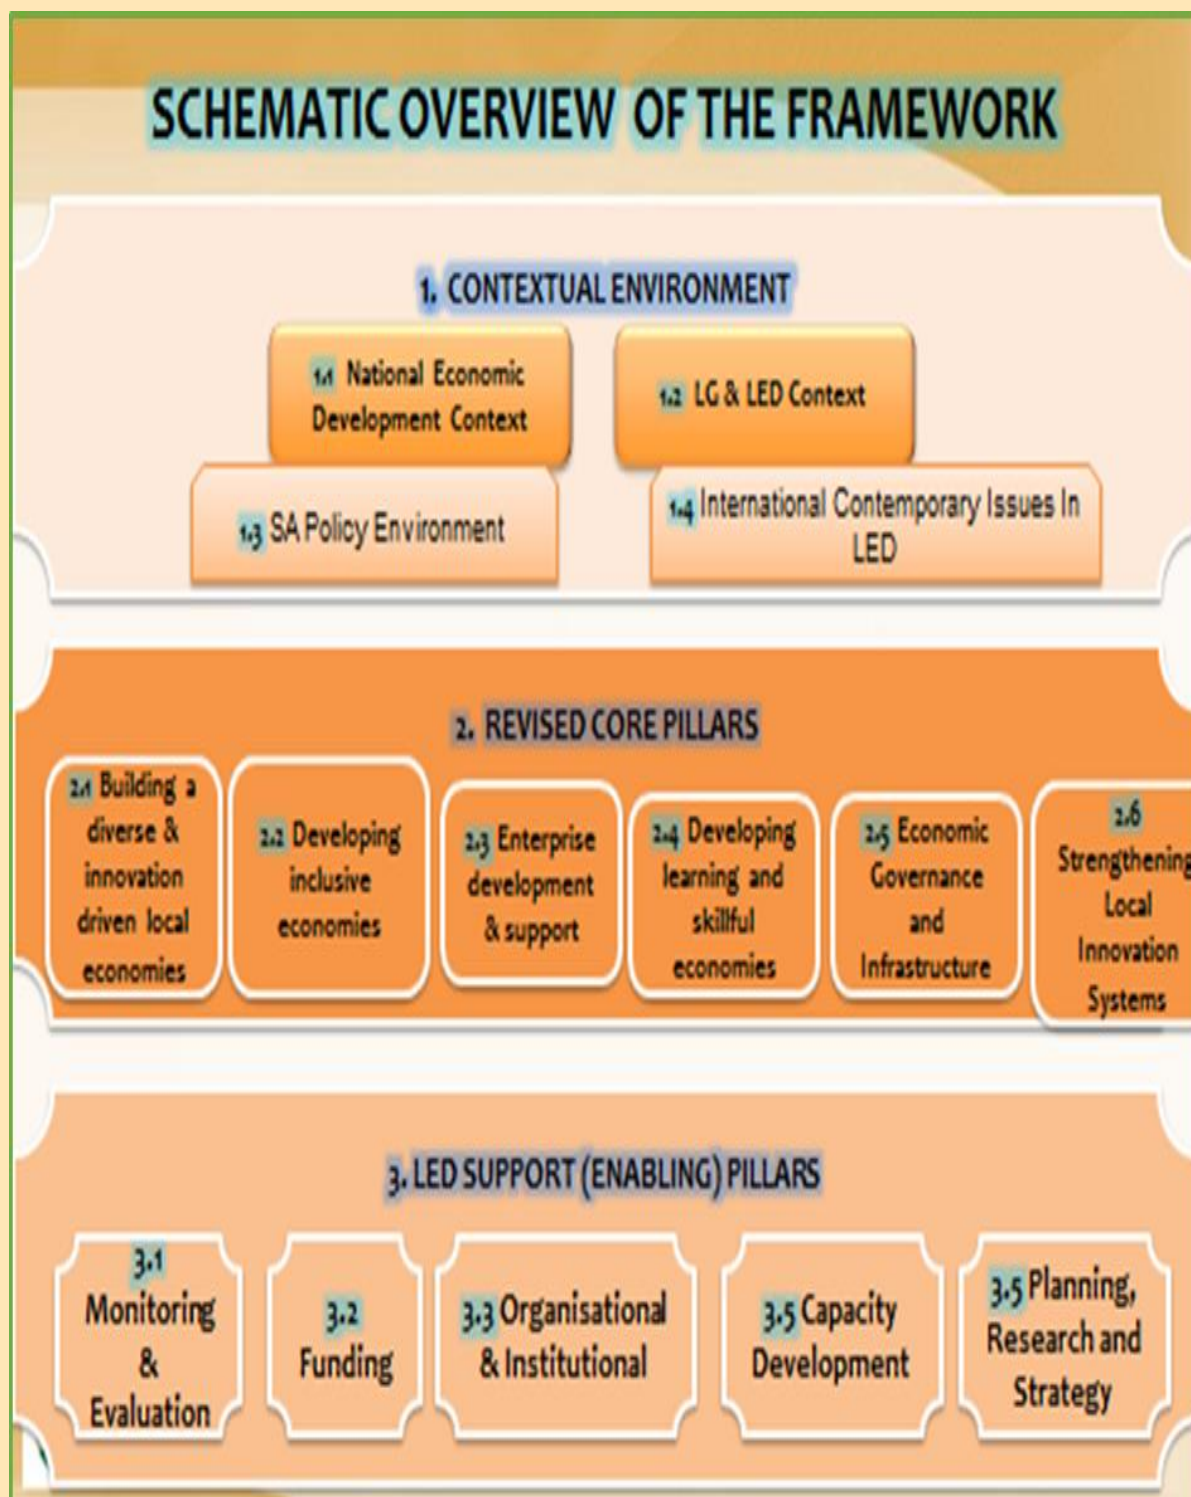 SCHEMATIC OVERVIEW OF THE FRAMEWORK
1. CONTEXTUAL ENVIRONMENT
1.1 National Economic
Development Context
1.2 LG & LED Context
1.3 SA Policy Environment
1.4 International Contemporary Issues In
LED
2. REVISED CORE PILLARS
2.1 Building a
diverse &
innovation
driven local
economies
2.2 Developing
inclusive
economies
2.3 Enterprise
development
& support
2.4 Developing
learning and
skillful
economies
2.5 Economic
Governance
and
Infrastructure
2.6
Strengthening
Local
Innovation
Systems
3. LED SUPPORT (ENABLING) PILLARS
3.1
Monitoring
&
Evaluation
3.2
Funding
3.3 Organisational
& Institutional
3.5 Capacity
Development
3.5 Planning,
Research and
Strategy